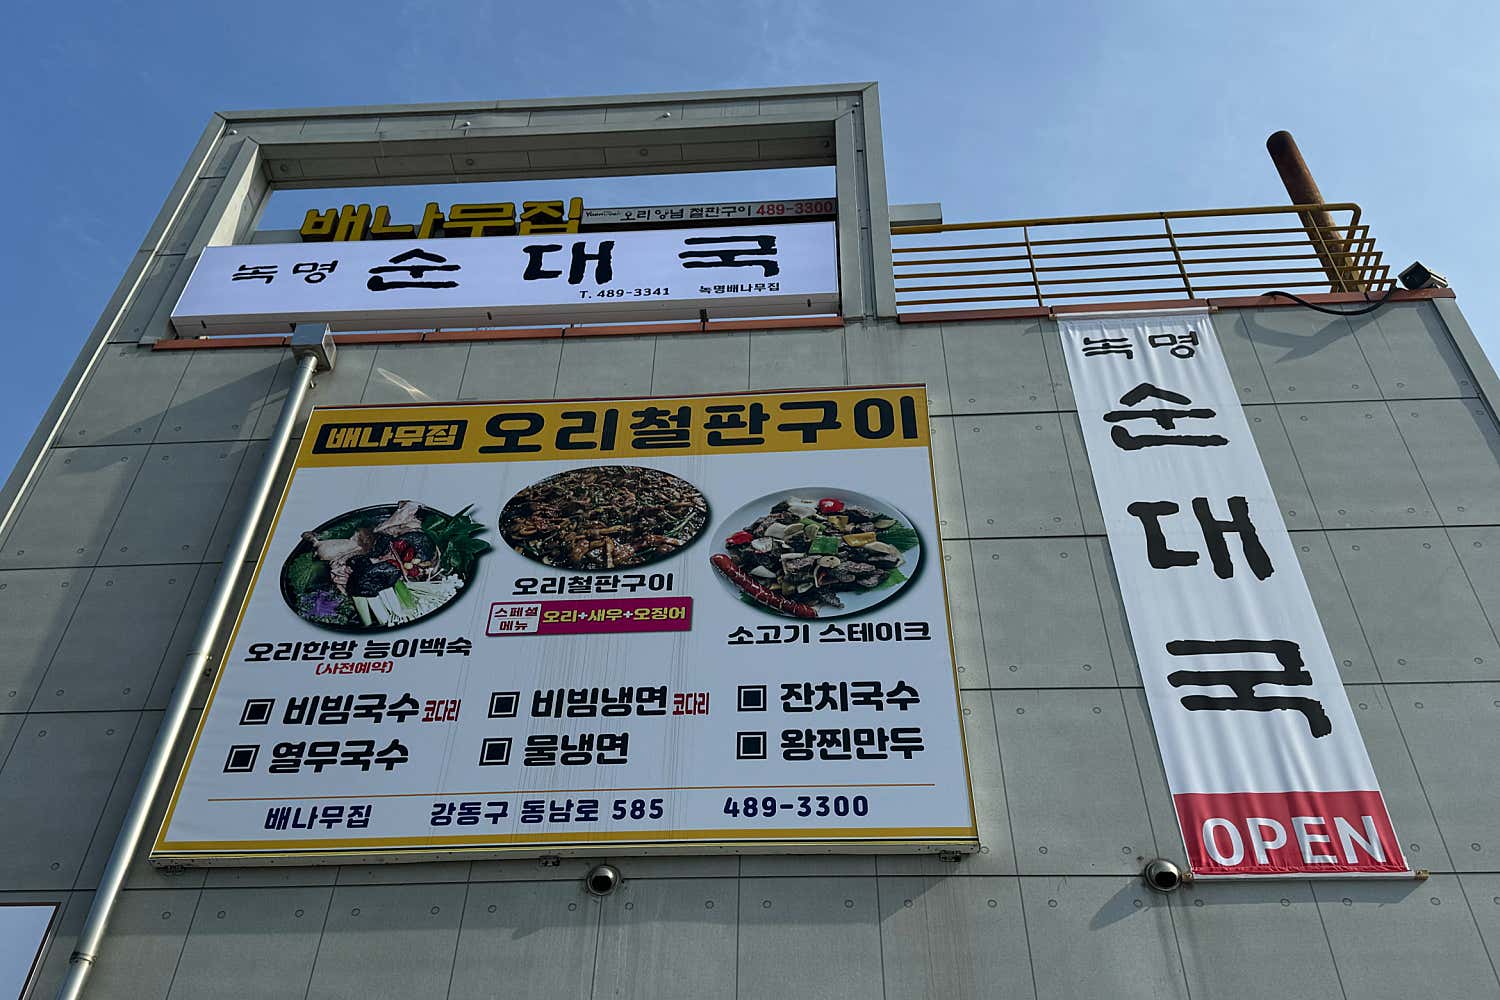 배나무집
오리양념 철판구이 489-3300
녹명 순대국
T. 489-3341 녹명배나무집
녹명
순
대
국
OPEN
배나무집 오리철판구이
오리한방 능이백숙
(사전예약)
오리철판구이
스페셜 메뉴 오리+새우+오징어
소고기 스테이크
▣ 비빔국수 코다리
▣ 비빔냉면 코다리
▣ 잔치국수
▣ 열무국수
▣ 물냉면
▣ 왕찐만두
배나무집 강동구 동남로 585 489-3300